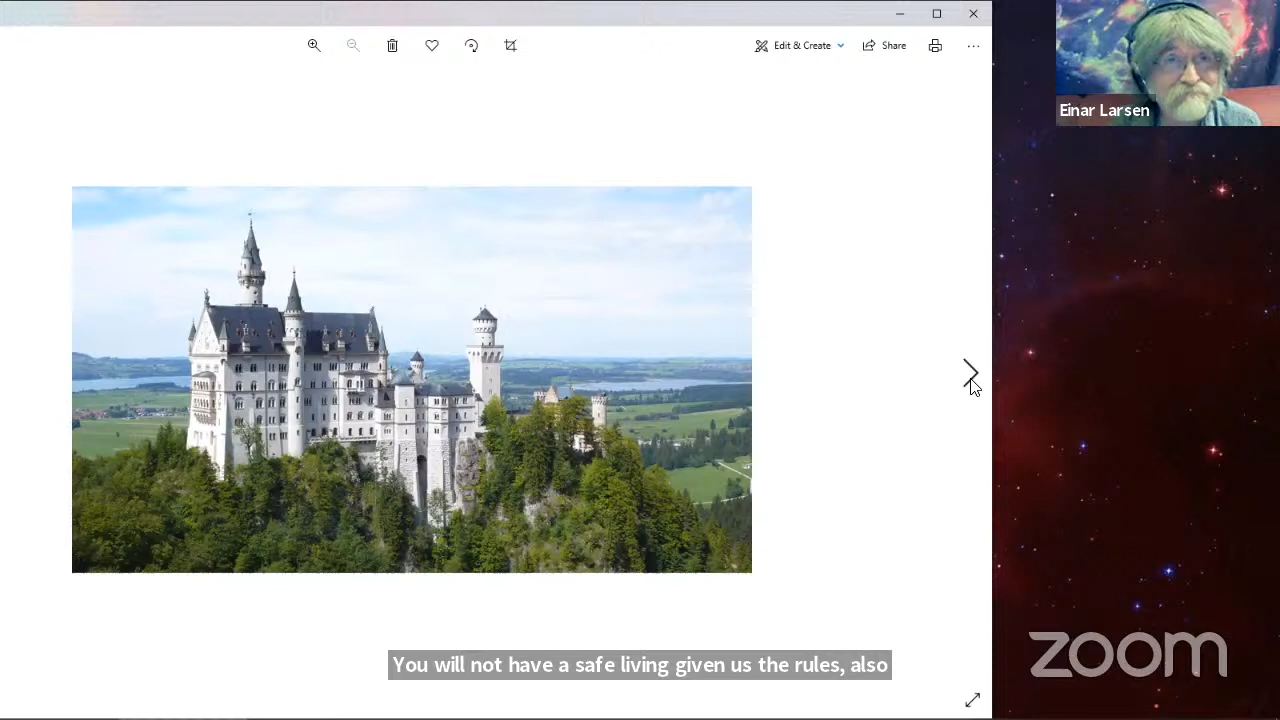 Edit & Create
Share
Einar Larsen
You will not have a safe living given us the rules, also
zoom